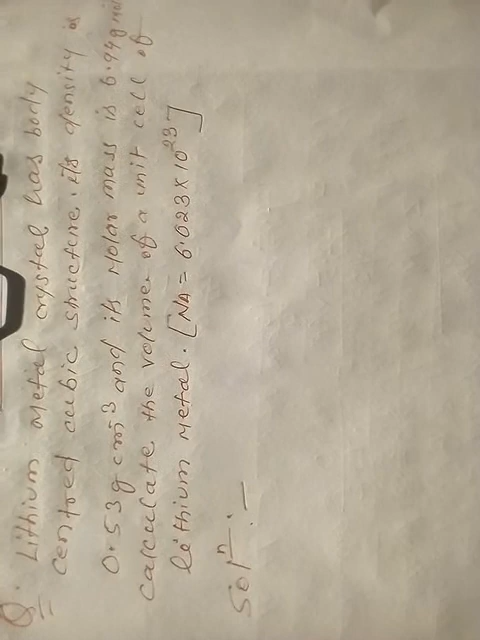 Q. Lithium metal crystal has body
centred cubic structure. its density is
0.53 g cm⁻³ and its Molar mass is 6.94 g mol
calculate the volume of a unit cell of
lithium metal. [NA = 6.023 × 10²³]
Solⁿ:-